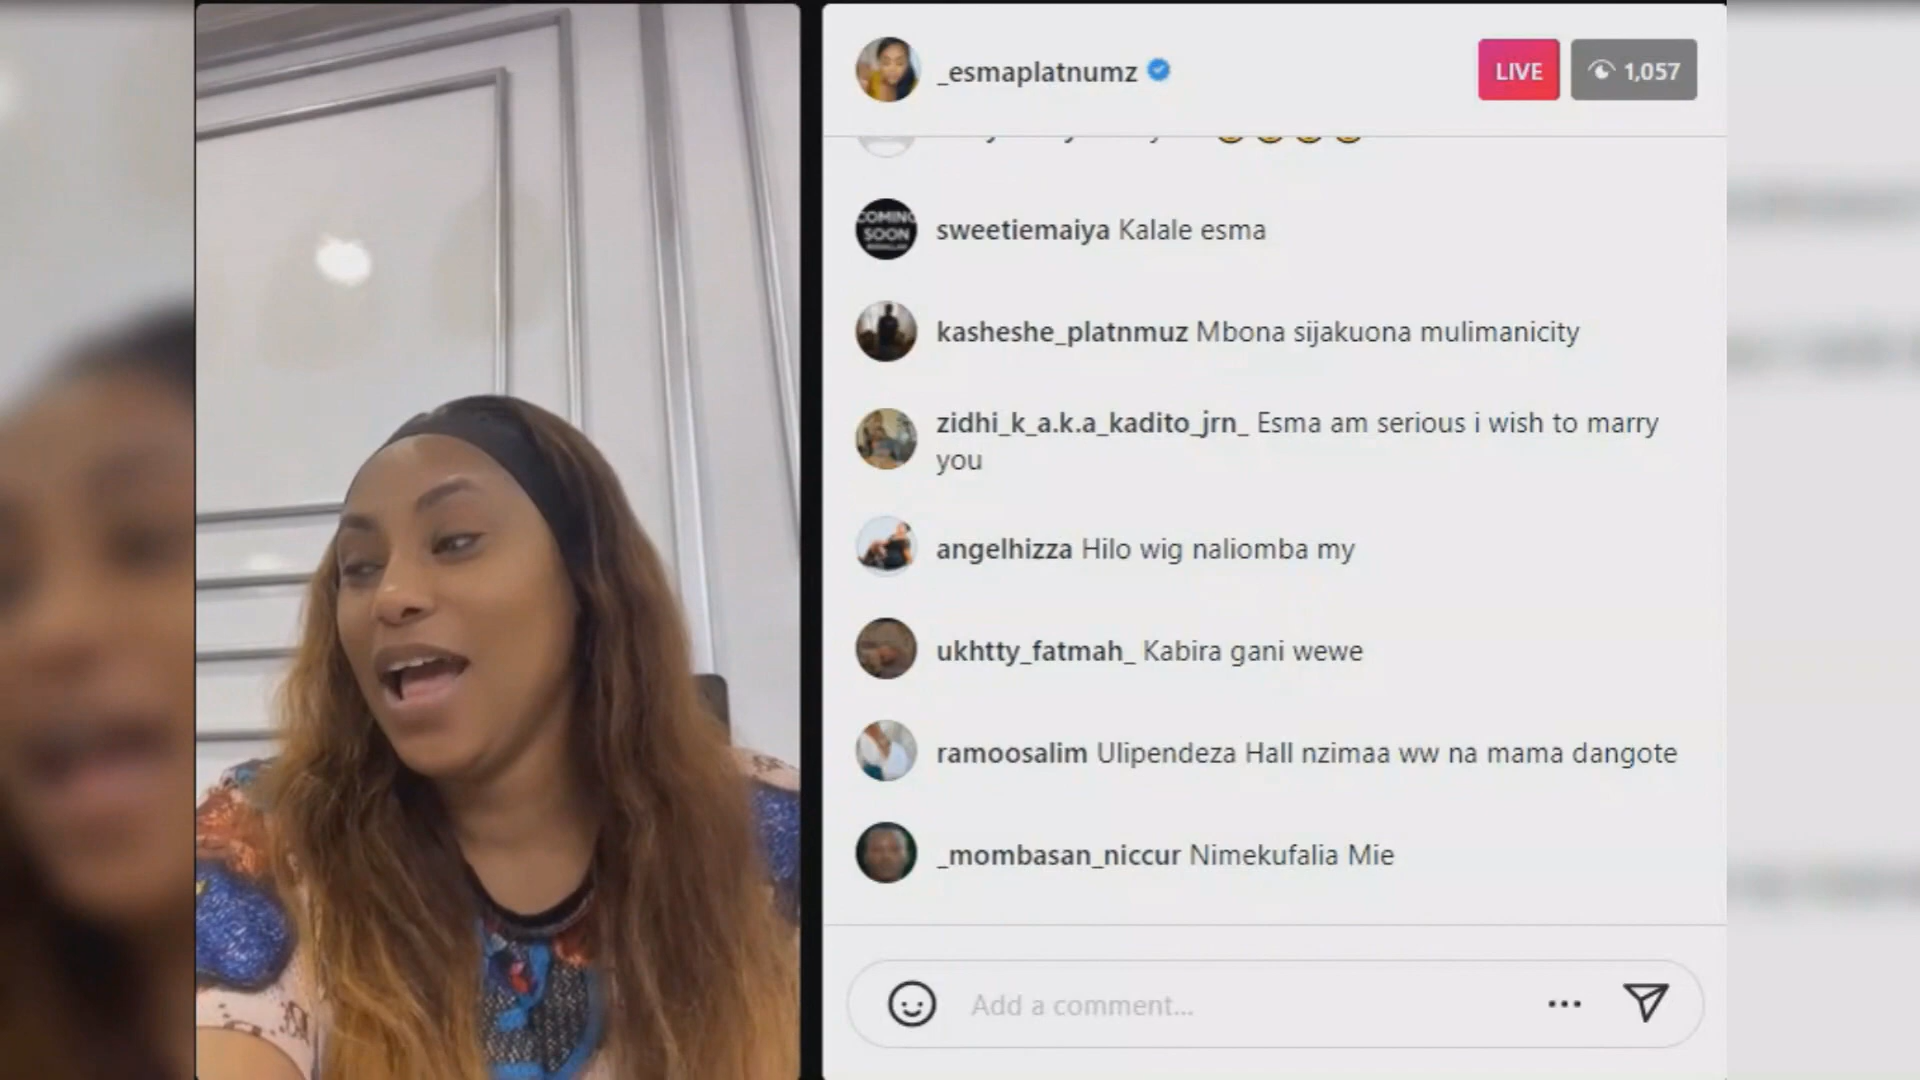 _esmaplatnumz
LIVE
1,057
COMING
SOON
sweetiemaiya Kalale esma
kasheshe_platnmuz Mbona sijakuona mulimanicity
zidhi_k_a.k.a_kadito_jrn_ Esma am serious i wish to marry
you
angelhizza Hilo wig naliomba my
ukhtty_fatmah_ Kabira gani wewe
ramoosalim Ulipendeza Hall nzimaa ww na mama dangote
_mombasan_niccur Nimekufalia Mie
Add a comment...